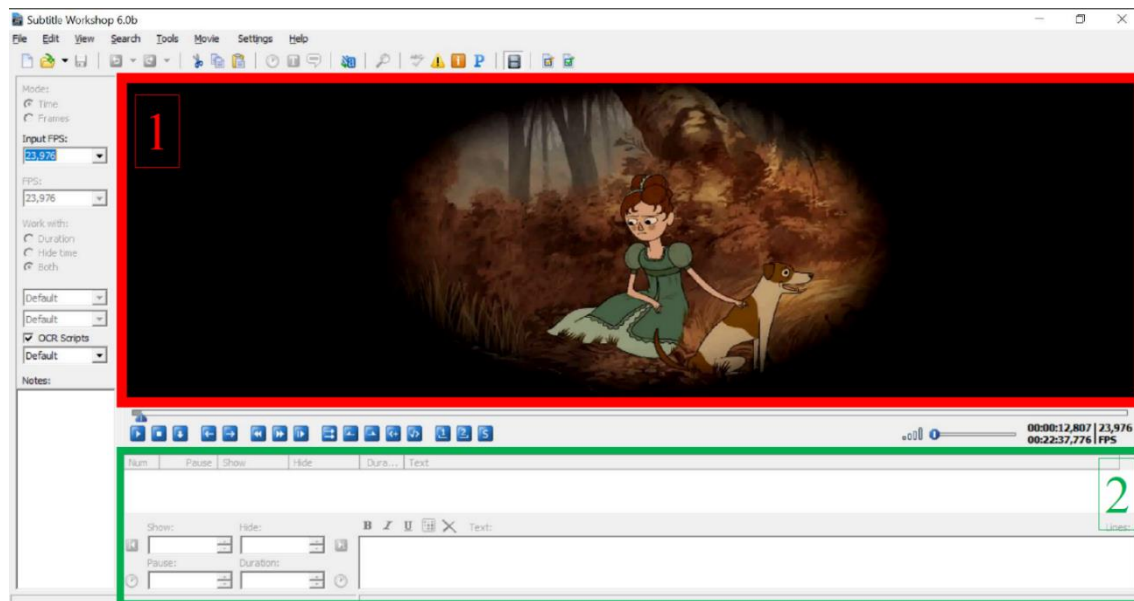 Subtitle Workshop 6.0b
File Edit View Search Tools Movie Settings Help
Mode:
Time
Frames
Input FPS:
23,976
FPS:
23,976
Work with:
Duration
Hide time
Both
Default
Default
OCR Scripts
Default
Notes:
1
00:00:12,807 23,976
00:22:37,776 FPS
Num Pause Show Hide Dura... Text
2
Show: Hide: B I U Text: Lines:
Pause: Duration: